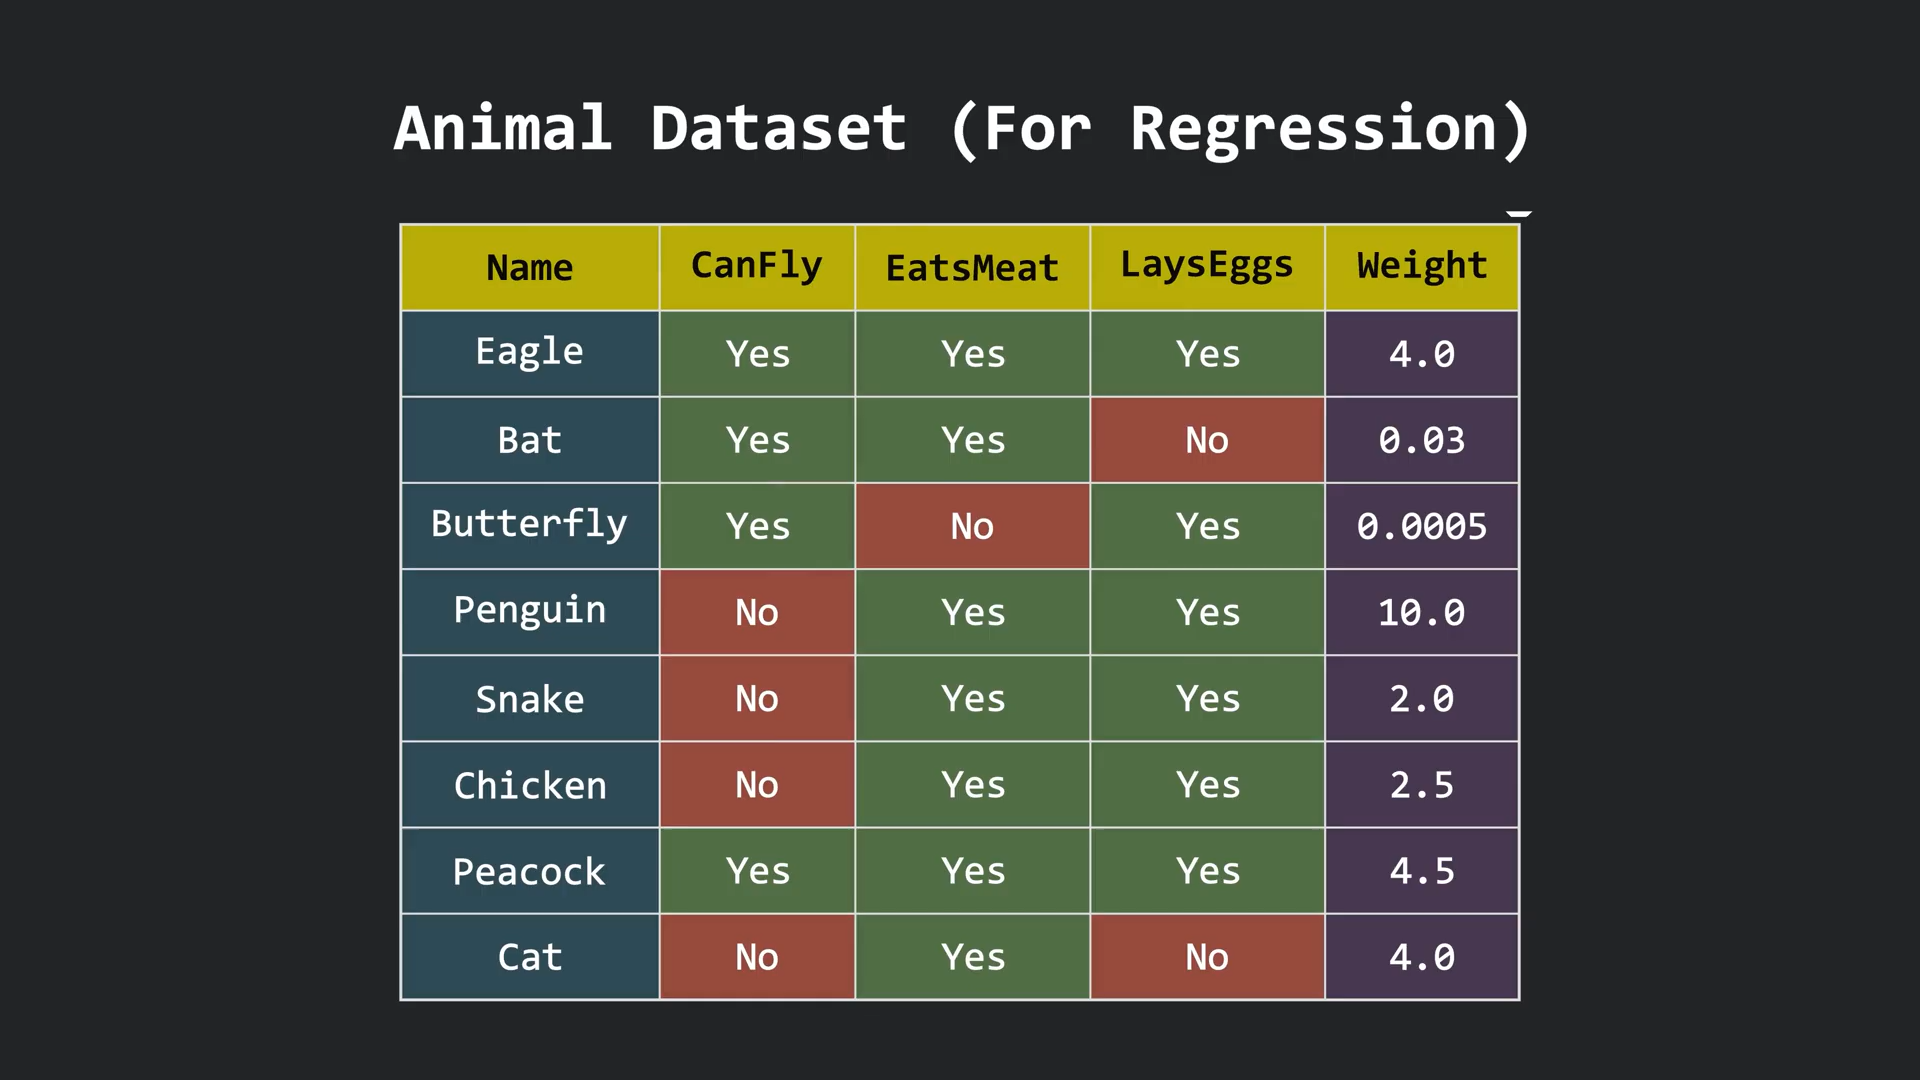 Animal Dataset (For Regression)
Name CanFly EatsMeat LaysEggs Weight
Eagle Yes Yes Yes 4.0
Bat Yes Yes No 0.03
Butterfly Yes No Yes 0.0005
Penguin No Yes Yes 10.0
Snake No Yes Yes 2.0
Chicken No Yes Yes 2.5
Peacock Yes Yes Yes 4.5
Cat No Yes No 4.0